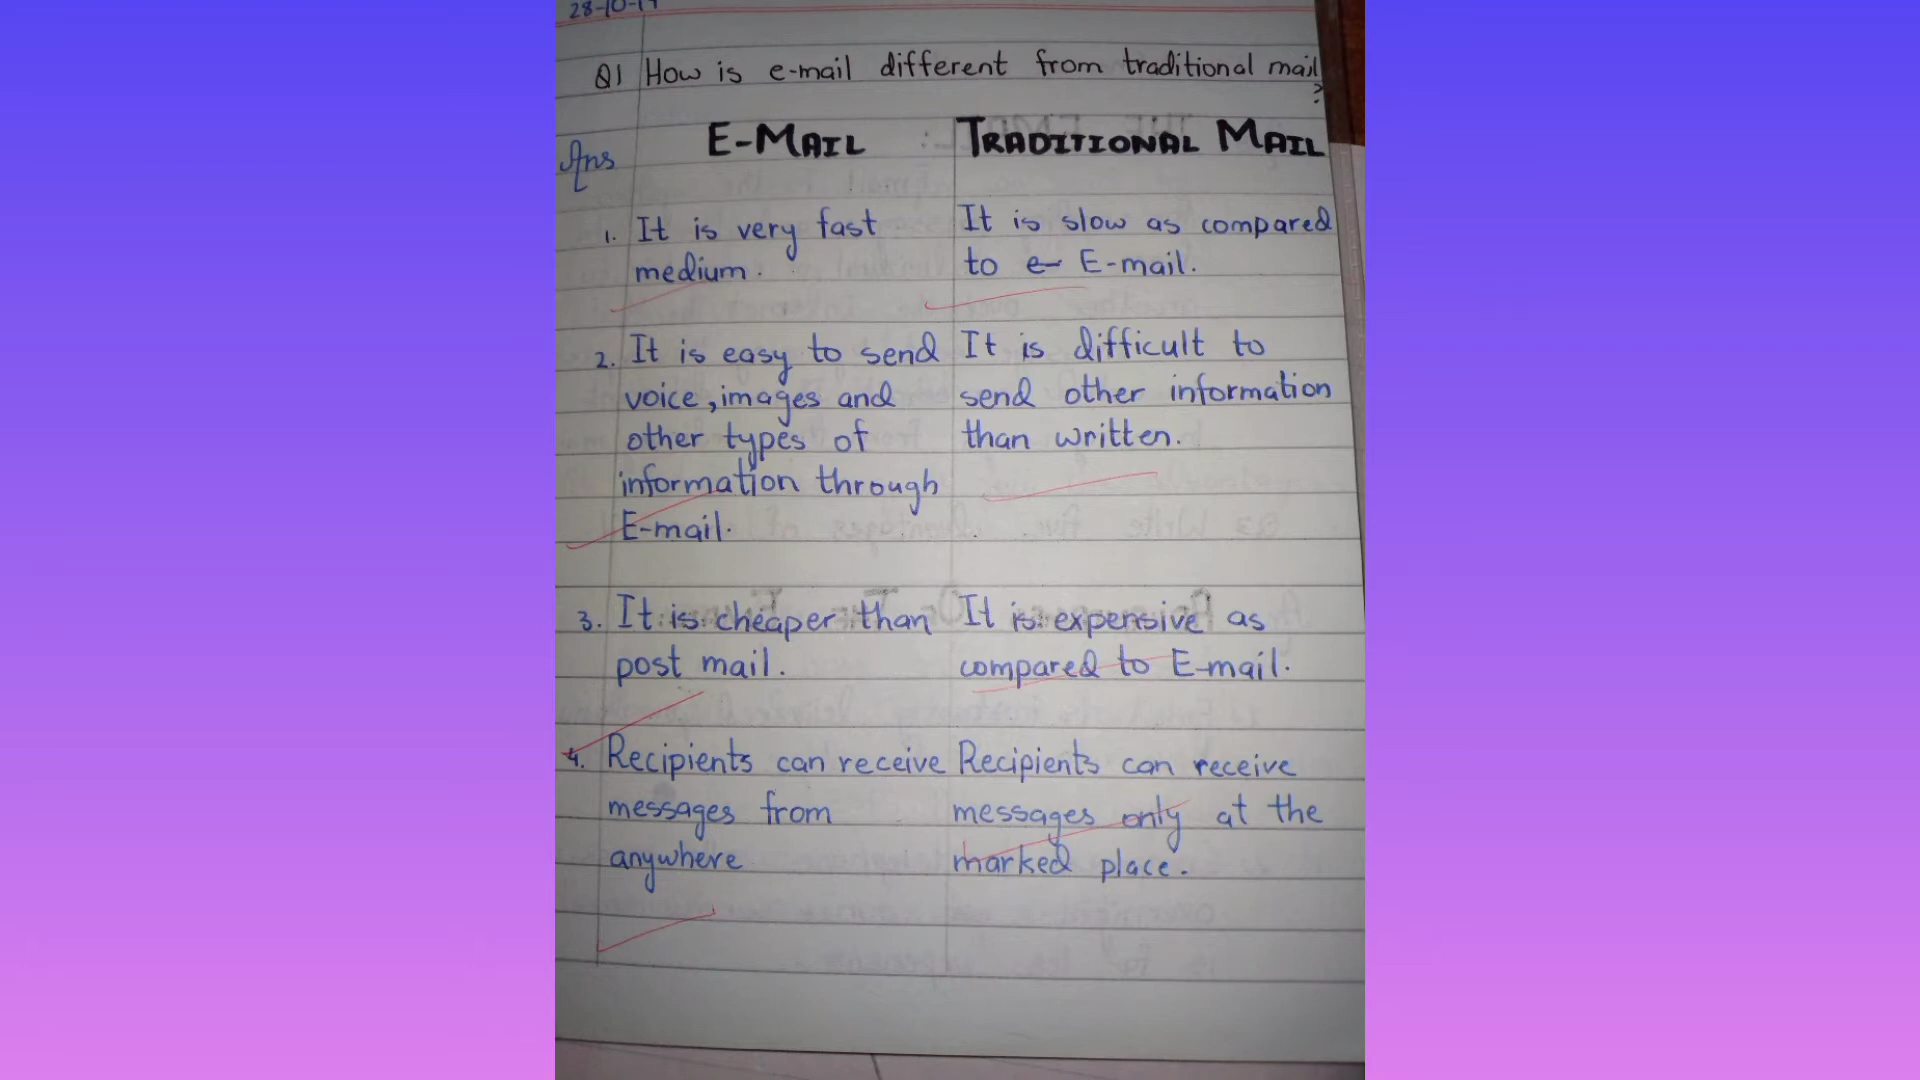 28-10-19
Q1 How is e-mail different from traditional mail
?
Ans
E-MAIL
TRADITIONAL MAIL
1. It is very fast
medium.
It is slow as compared
to e- E-mail.
2. It is easy to send
voice, images and
other types of
information through
E-mail.
It is difficult to
send other information
than written.
3. It is cheaper than
post mail.
It is expensive as
compared to E-mail.
4. Recipients can receive
messages from
anywhere
Recipients can receive
messages only at the
marked place.